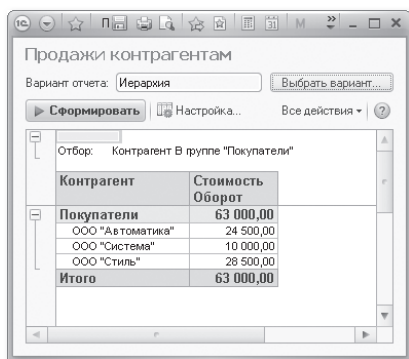 1С П M
Продажи контрагентам
Вариант отчета: Иерархия Выбрать вариант...
Сформировать Настройка... Все действия ?
Отбор: Контрагент В группе "Покупатели"
Контрагент Стоимость Оборот
Покупатели 63 000,00
ООО "Автоматика" 24 500,00
ООО "Система" 10 000,00
ООО "Стиль" 28 500,00
Итого 63 000,00